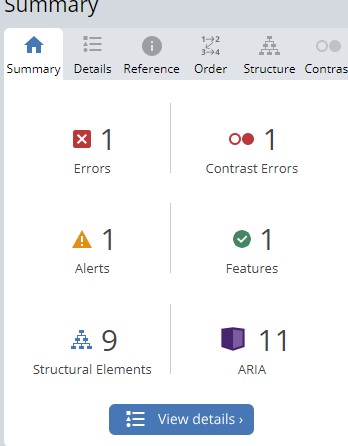 Summary
Summary Details Reference Order Structure Contras
1 1
Errors Contrast Errors
1 1
Alerts Features
9 11
Structural Elements ARIA
View details ›